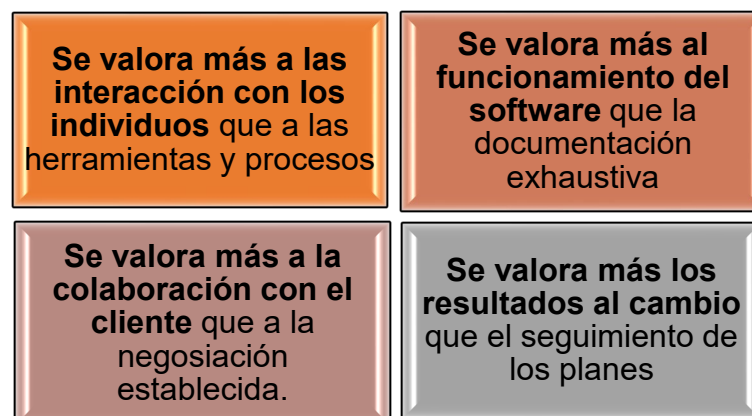 Se valora más a las
interacción con los
individuos que a las
herramientas y procesos
Se valora más al
funcionamiento del
software que la
documentación
exhaustiva
Se valora más a la
colaboración con el
cliente que a la
negosiación
establecida.
Se valora más los
resultados al cambio
que el seguimiento de
los planes